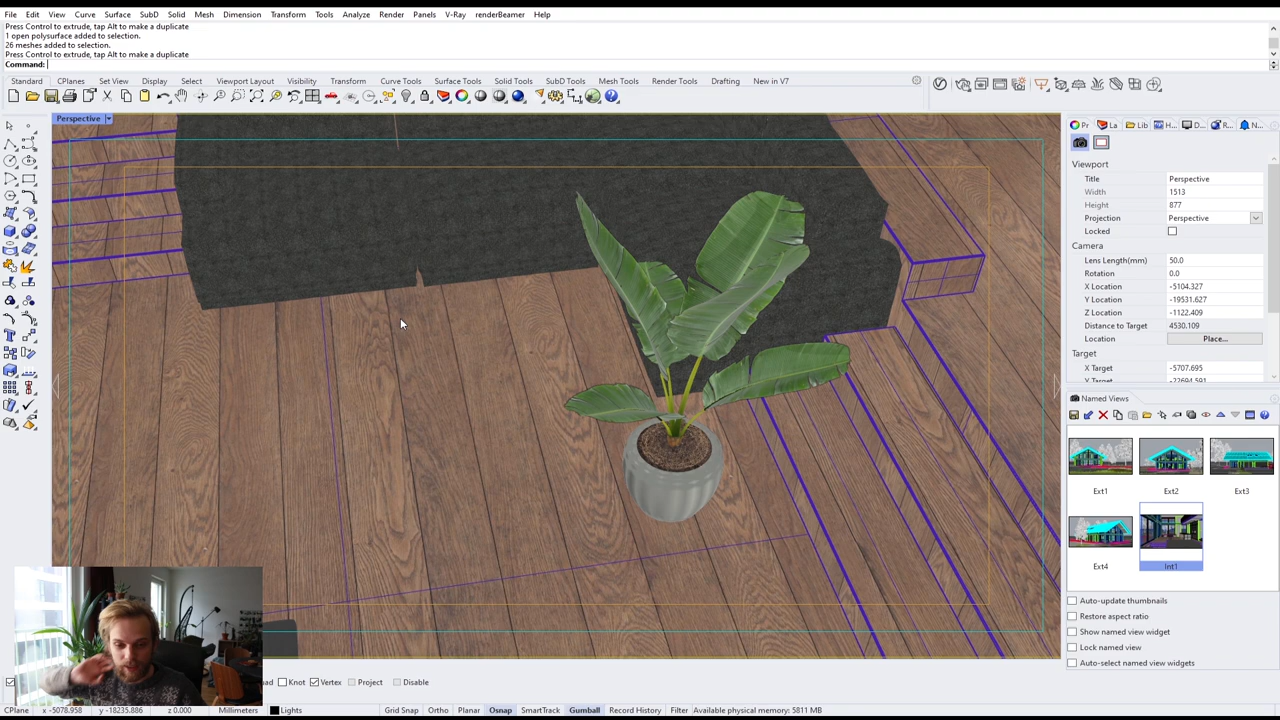 File Edit View Curve Surface SubD Solid Mesh Dimension Transform Tools Analyze Render Panels V-Ray renderBeamer Help
Press Control to extrude, tap Alt to make a duplicate
1 open polysurface added to selection.
26 meshes added to selection.
Press Control to extrude, tap Alt to make a duplicate
Command:
Standard CPlanes Set View Display Select Viewport Layout Visibility Transform Curve Tools Surface Tools Solid Tools SubD Tools Mesh Tools Render Tools Drafting New in V7
Perspective
Pr La Lib H... D... R... N...
Viewport
Title Perspective
Width 1513
Height 877
Projection Perspective
Locked
Camera
Lens Length(mm) 50.0
Rotation 0.0
X Location -5104.327
Y Location -19531.627
Z Location -1122.409
Distance to Target 4530.109
Location Place...
Target
X Target -5707.695
Y Target -22694.591
Named Views
Ext1 Ext2 Ext3
Ext4 Int1
Auto-update thumbnails
Restore aspect ratio
Show named view widget
Lock named view
Auto-select named view widgets
Knot Vertex Project Disable
CPlane x -5078.958 y -18235.886 z 0.000 Millimeters Lights Grid Snap Ortho Planar Osnap SmartTrack Gumball Record History Filter Available physical memory: 5811 MB